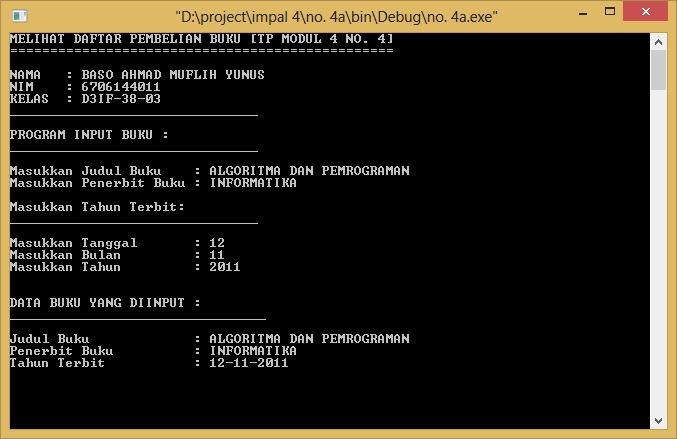 "D:\project\impal 4\no. 4a\bin\Debug\no. 4a.exe"
MELIHAT DAFTAR PEMBELIAN BUKU [TP MODUL 4 NO. 4]
================================================
NAMA : BASO AHMAD MUFLIH YUNUS
NIM : 6706144011
KELAS : D3IF-38-03
_______________________________
PROGRAM INPUT BUKU :
_______________________________
Masukkan Judul Buku : ALGORITMA DAN PEMROGRAMAN
Masukkan Penerbit Buku : INFORMATIKA
Masukkan Tahun Terbit:
_______________________________
Masukkan Tanggal : 12
Masukkan Bulan : 11
Masukkan Tahun : 2011
DATA BUKU YANG DIINPUT :
________________________________
Judul Buku : ALGORITMA DAN PEMROGRAMAN
Penerbit Buku : INFORMATIKA
Tahun Terbit : 12-11-2011